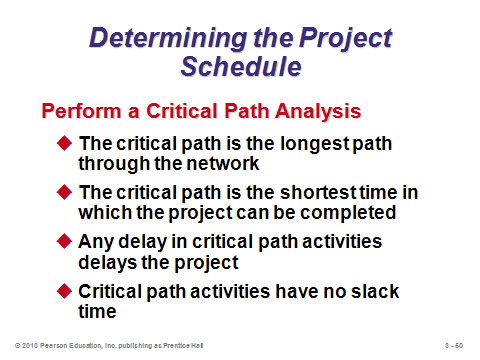 Determining the Project
Schedule
Perform a Critical Path Analysis
The critical path is the longest path
through the network
The critical path is the shortest time in
which the project can be completed
Any delay in critical path activities
delays the project
Critical path activities have no slack
time
© 2010 Pearson Education, Inc. publishing as Prentice Hall
3 - 50